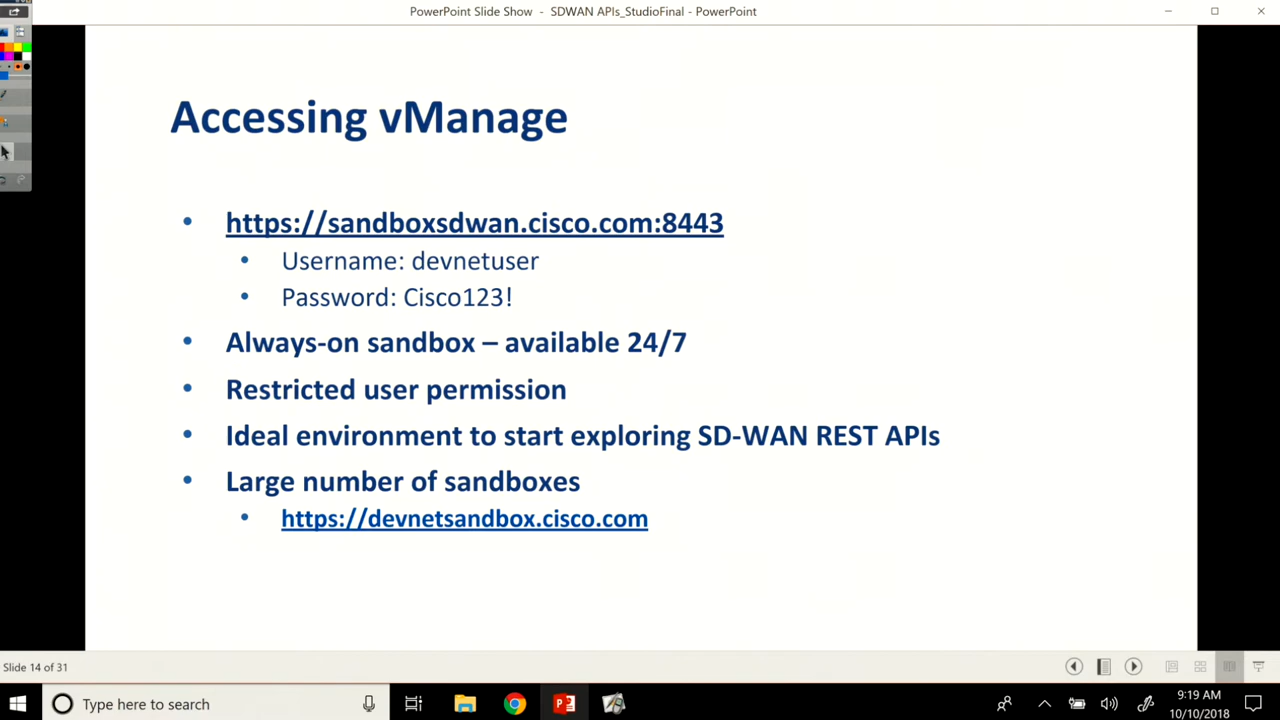 PowerPoint Slide Show - SDWAN APIs_StudioFinal - PowerPoint
Accessing vManage
• https://sandboxsdwan.cisco.com:8443
• Username: devnetuser
• Password: Cisco123!
• Always-on sandbox – available 24/7
• Restricted user permission
• Ideal environment to start exploring SD-WAN REST APIs
• Large number of sandboxes
• https://devnetsandbox.cisco.com
Slide 14 of 31
Type here to search
9:19 AM
10/10/2018